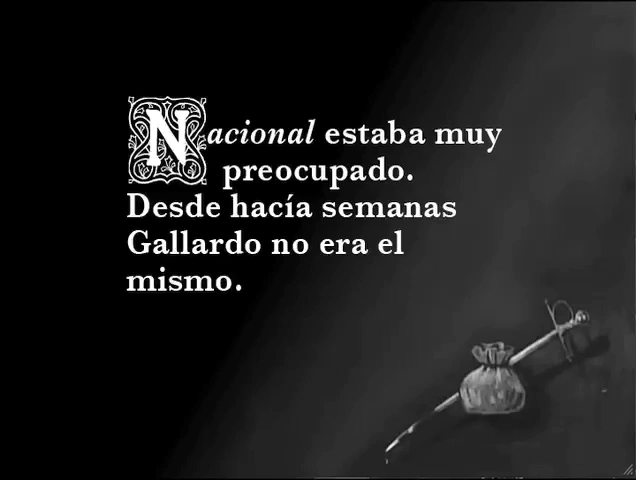 Nacional estaba muy
preocupado.
Desde hacía semanas
Gallardo no era el
mismo.